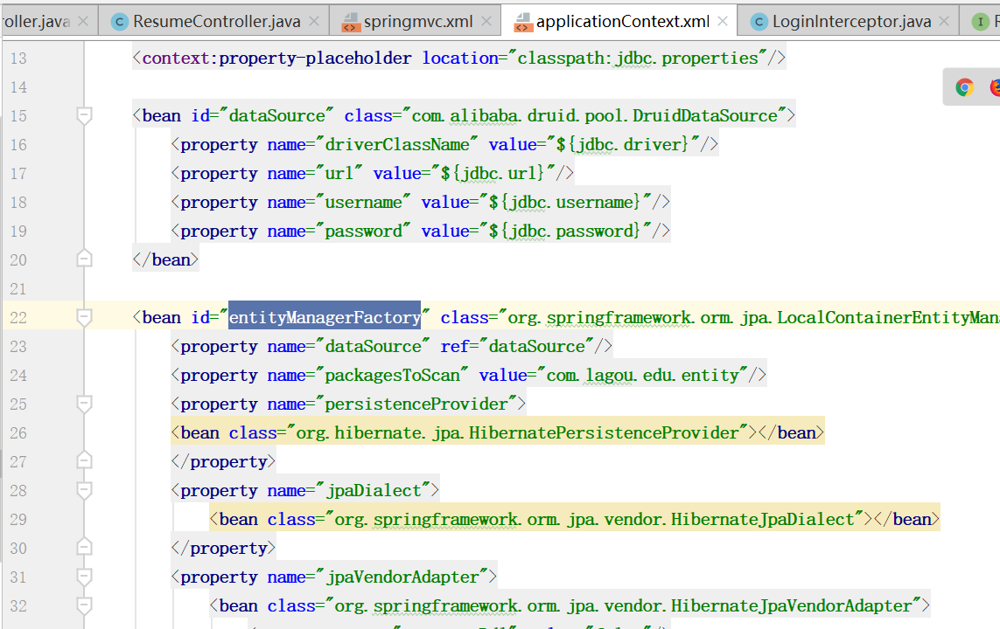 oller.java ResumeController.java springmvc.xml applicationContext.xml LoginInterceptor.java
13 <context:property-placeholder location="classpath:jdbc.properties"/>
14
15 <bean id="dataSource" class="com.alibaba.druid.pool.DruidDataSource">
16 <property name="driverClassName" value="${jdbc.driver}"/>
17 <property name="url" value="${jdbc.url}"/>
18 <property name="username" value="${jdbc.username}"/>
19 <property name="password" value="${jdbc.password}"/>
20 </bean>
21
22 <bean id="entityManagerFactory" class="org.springframework.orm.jpa.LocalContainerEntityMan
23 <property name="dataSource" ref="dataSource"/>
24 <property name="packagesToScan" value="com.lagou.edu.entity"/>
25 <property name="persistenceProvider">
26 <bean class="org.hibernate.jpa.HibernatePersistenceProvider"></bean>
27 </property>
28 <property name="jpaDialect">
29 <bean class="org.springframework.orm.jpa.vendor.HibernateJpaDialect"></bean>
30 </property>
31 <property name="jpaVendorAdapter">
32 <bean class="org.springframework.orm.jpa.vendor.HibernateJpaVendorAdapter">